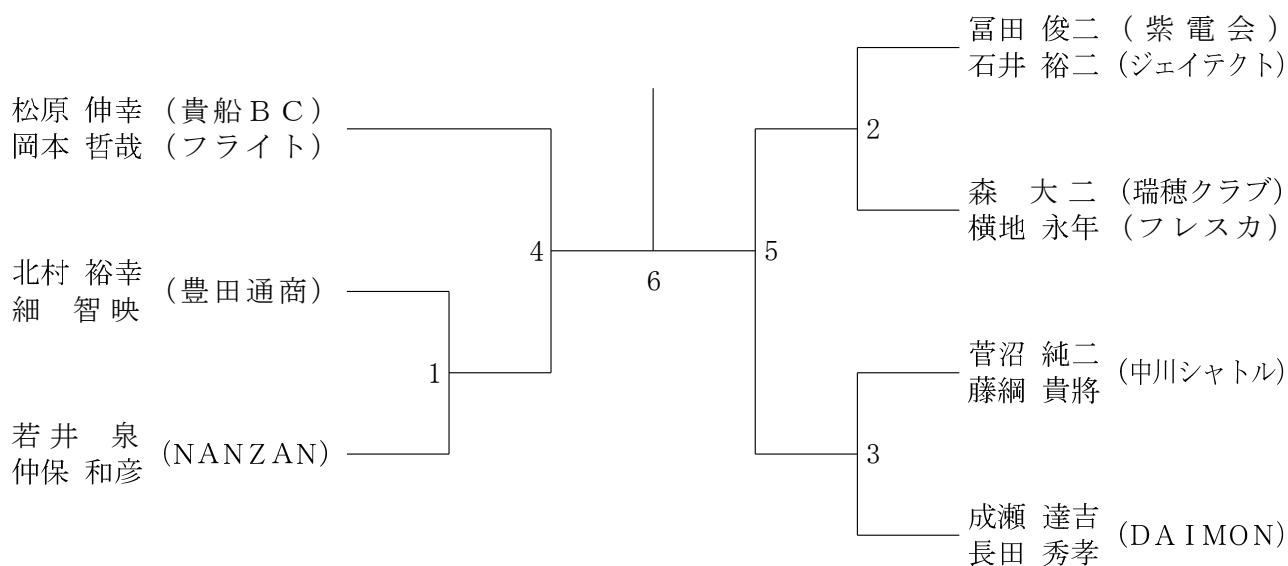 松原 伸幸 (貴船ＢＣ)
岡本 哲哉 (フライト)
北村 裕幸
細 智映
(豊田通商)
若井 泉
仲保 和彦
(NANZAN)
1
4
6
5
冨田 俊二 (紫電会)
石井 裕二 (ジェイテクト)
2
森 大二 (瑞穂クラブ)
横地 永年 (フレスカ)
菅沼 純二
藤綱 貴將
(中川シャトル)
3
成瀬 達吉
長田 秀孝
(DAIMON)